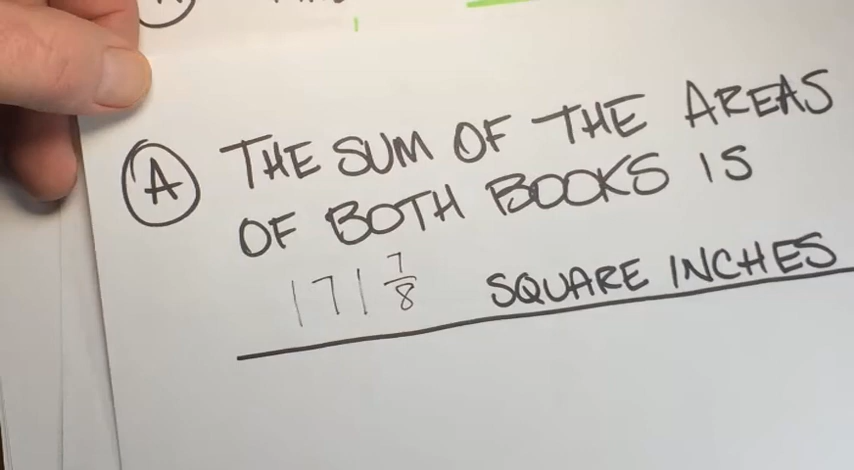 A THE SUM OF THE AREAS
OF BOTH BOOKS IS
171 7/8 SQUARE INCHES